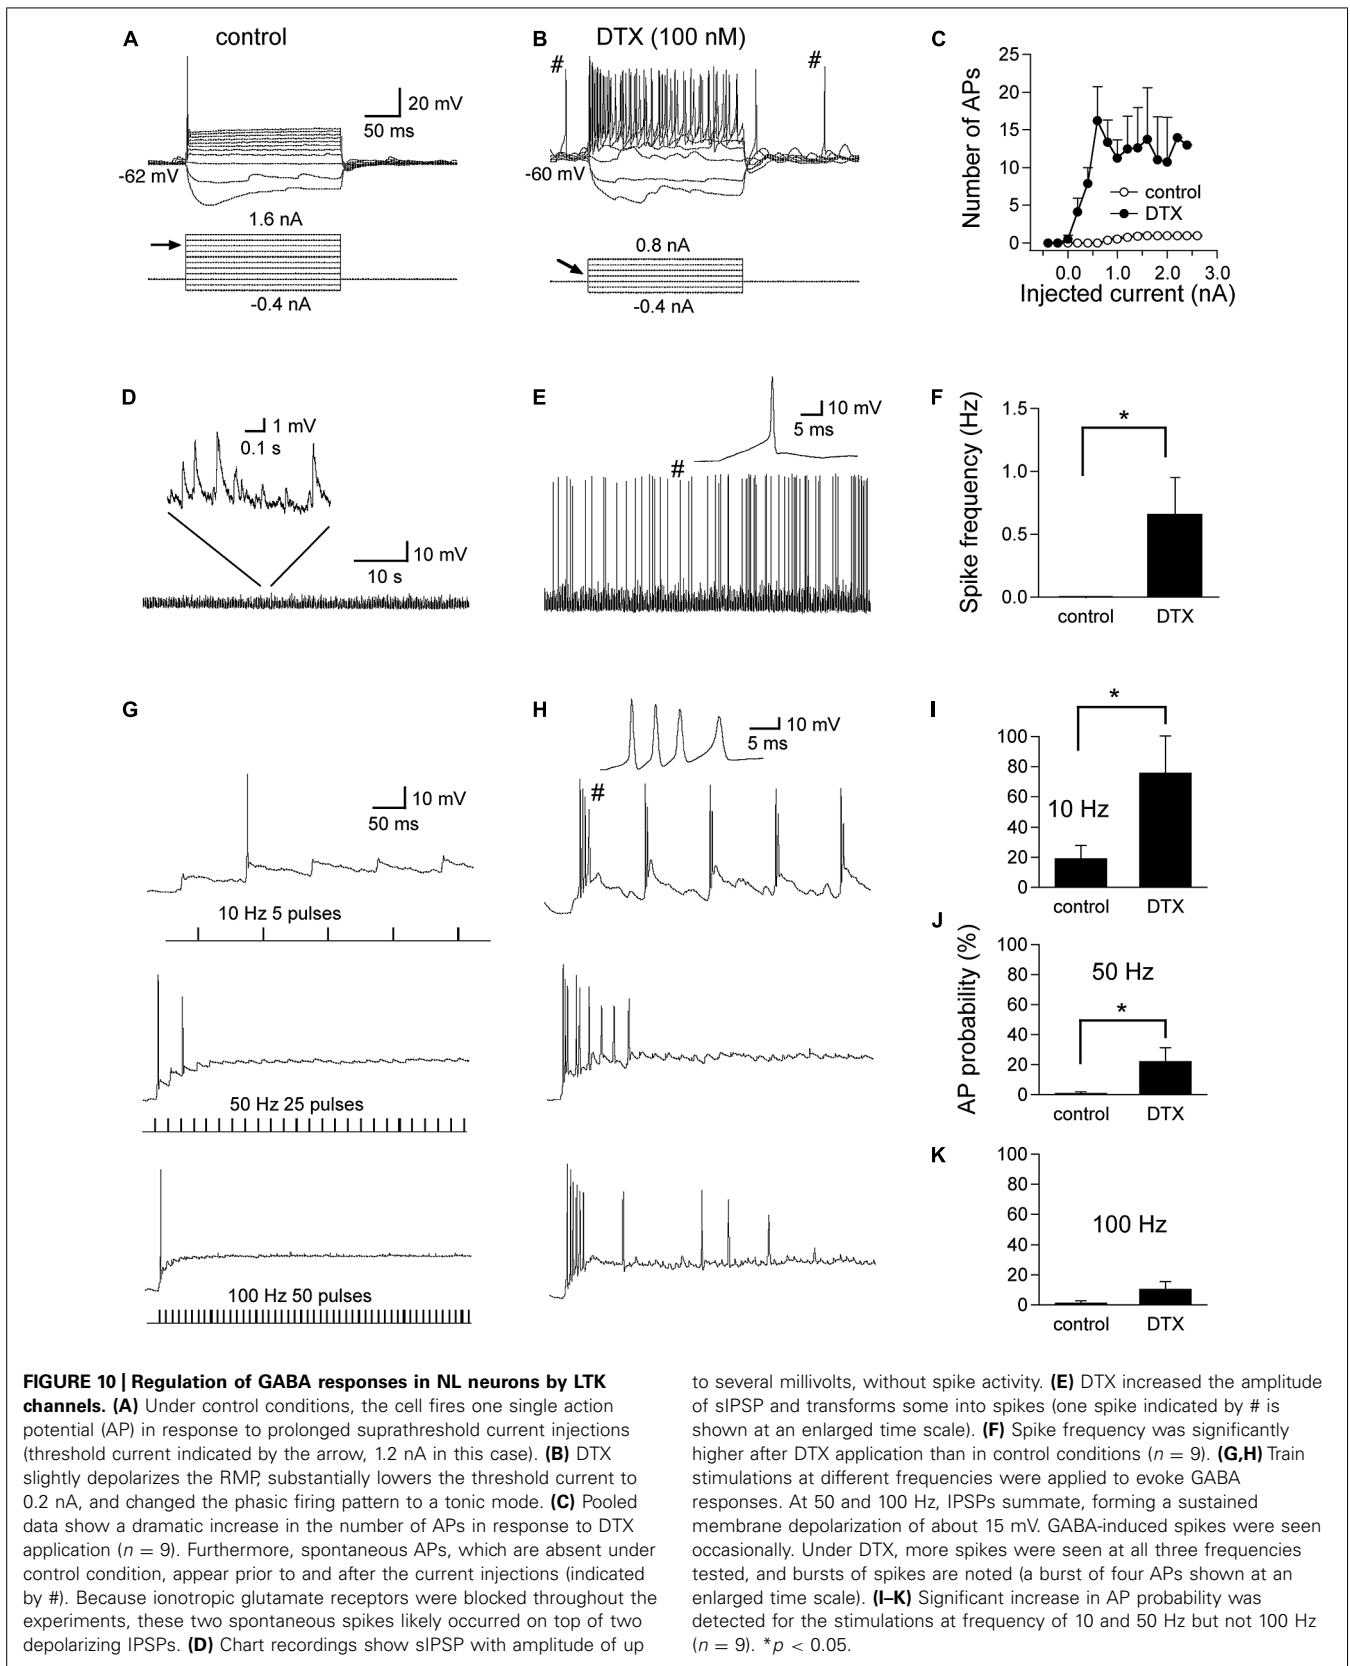 A control
20 mV
50 ms
-62 mV
1.6 nA
-0.4 nA
B DTX (100 nM)
# #
-60 mV
0.8 nA
-0.4 nA
C
Number of APs
25
20
15
10
5
0
control
DTX
0.0 1.0 2.0 3.0
Injected current (nA)
D
1 mV
0.1 s
10 mV
10 s
E
10 mV
5 ms
#
F
Spike frequency (Hz)
1.5
1.0
0.5
0.0
*
control DTX
G
10 mV
50 ms
10 Hz 5 pulses
50 Hz 25 pulses
100 Hz 50 pulses
H
10 mV
5 ms
#
I
*
100
80
60
40
20
0
10 Hz
control DTX
J
AP probability (%)
100
80
60
40
20
0
50 Hz
*
control DTX
K
100
80
60
40
20
0
100 Hz
control DTX
FIGURE 10 | Regulation of GABA responses in NL neurons by LTK
channels. (A) Under control conditions, the cell fires one single action
potential (AP) in response to prolonged suprathreshold current injections
(threshold current indicated by the arrow, 1.2 nA in this case). (B) DTX
slightly depolarizes the RMP, substantially lowers the threshold current to
0.2 nA, and changed the phasic firing pattern to a tonic mode. (C) Pooled
data show a dramatic increase in the number of APs in response to DTX
application (n = 9). Furthermore, spontaneous APs, which are absent under
control condition, appear prior to and after the current injections (indicated
by #). Because ionotropic glutamate receptors were blocked throughout the
experiments, these two spontaneous spikes likely occurred on top of two
depolarizing IPSPs. (D) Chart recordings show sIPSP with amplitude of up
to several millivolts, without spike activity. (E) DTX increased the amplitude
of sIPSP and transforms some into spikes (one spike indicated by # is
shown at an enlarged time scale). (F) Spike frequency was significantly
higher after DTX application than in control conditions (n = 9). (G,H) Train
stimulations at different frequencies were applied to evoke GABA
responses. At 50 and 100 Hz, IPSPs summate, forming a sustained
membrane depolarization of about 15 mV. GABA-induced spikes were seen
occasionally. Under DTX, more spikes were seen at all three frequencies
tested, and bursts of spikes are noted (a burst of four APs shown at an
enlarged time scale). (I–K) Significant increase in AP probability was
detected for the stimulations at frequency of 10 and 50 Hz but not 100 Hz
(n = 9). *p < 0.05.